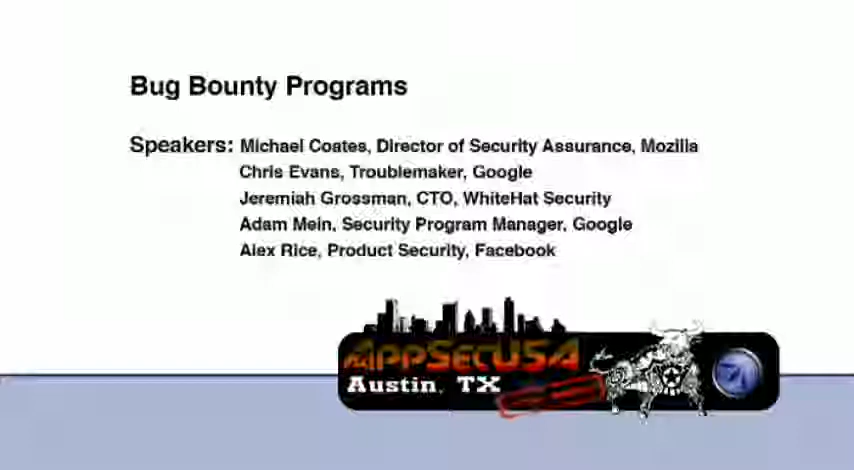 Bug Bounty Programs
Speakers: Michael Coates, Director of Security Assurance, Mozilla
Chris Evans, Troublemaker, Google
Jeremiah Grossman, CTO, WhiteHat Security
Adam Mein, Security Program Manager, Google
Alex Rice, Product Security, Facebook
APPSECUSA
Austin, TX